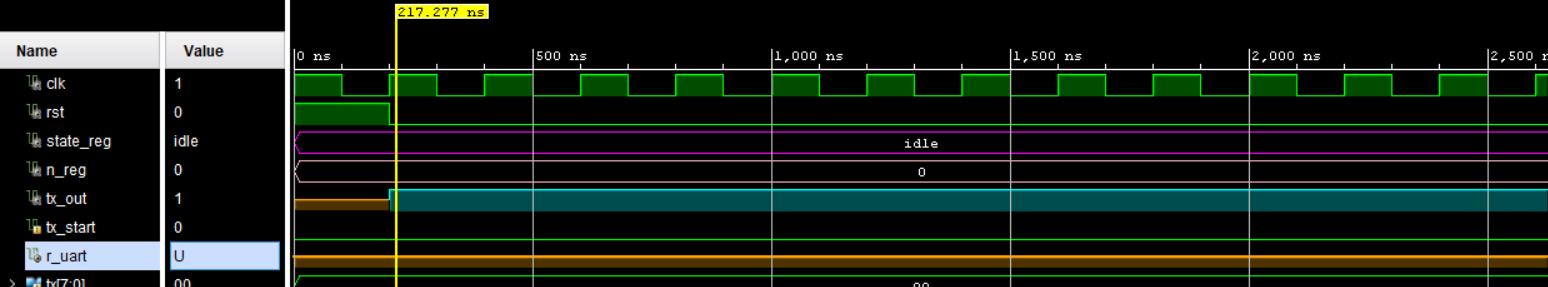 217.277 ns
Name Value
0 ns 500 ns 1,000 ns 1,500 ns 2,000 ns 2,500 n
clk 1
rst 0
state_reg idle idle
n_reg 0 0
tx_out 1
tx_start 0
r_uart U
tx[7:0] 00 00